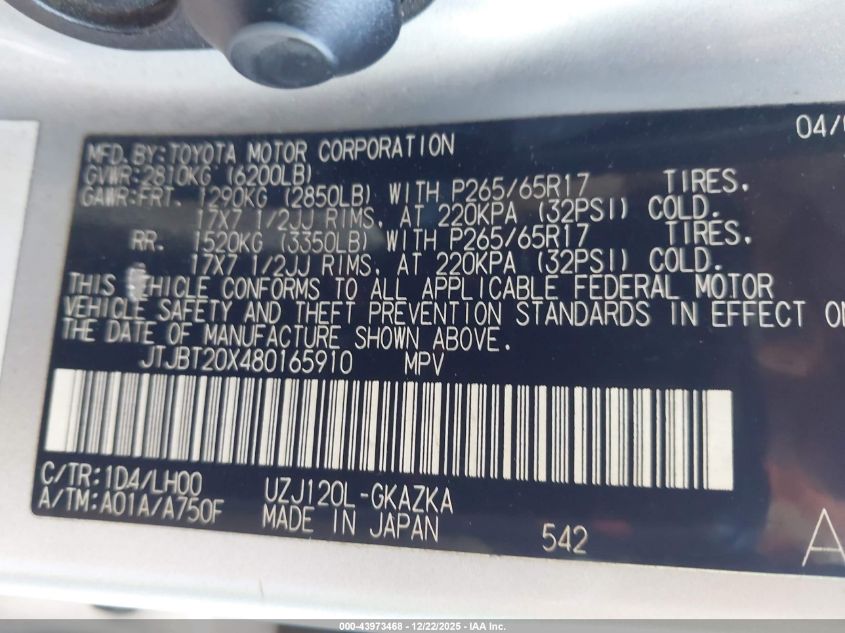 04/0
MFD. BY: TOYOTA MOTOR CORPORATION
GVWR: 2810KG (6200LB)
GAWR: FRT. 1290KG (2850LB) WITH P265/65R17 TIRES.
17X7 1/2JJ RIMS, AT 220KPA (32PSI) COLD.
RR. 1520KG (3350LB) WITH P265/65R17 TIRES.
17X7 1/2JJ RIMS, AT 220KPA (32PSI) COLD.
THIS VEHICLE CONFORMS TO ALL APPLICABLE FEDERAL MOTOR
VEHICLE SAFETY AND THEFT PREVENTION STANDARDS IN EFFECT ON
THE DATE OF MANUFACTURE SHOWN ABOVE.
JTJBT20X480165910 MPV
C/TR: 1D4/LH00 UZJ120L-GKAZKA
A/TM: A01A/A750F MADE IN JAPAN 542
A
000-43973468 - 12/22/2025 - IAA Inc.